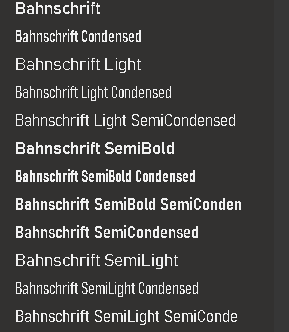 Bahnschrift
Bahnschrift Condensed
Bahnschrift Light
Bahnschrift Light Condensed
Bahnschrift Light SemiCondensed
Bahnschrift SemiBold
Bahnschrift SemiBold Condensed
Bahnschrift SemiBold SemiConden
Bahnschrift SemiCondensed
Bahnschrift SemiLight
Bahnschrift SemiLight Condensed
Bahnschrift SemiLight SemiConde